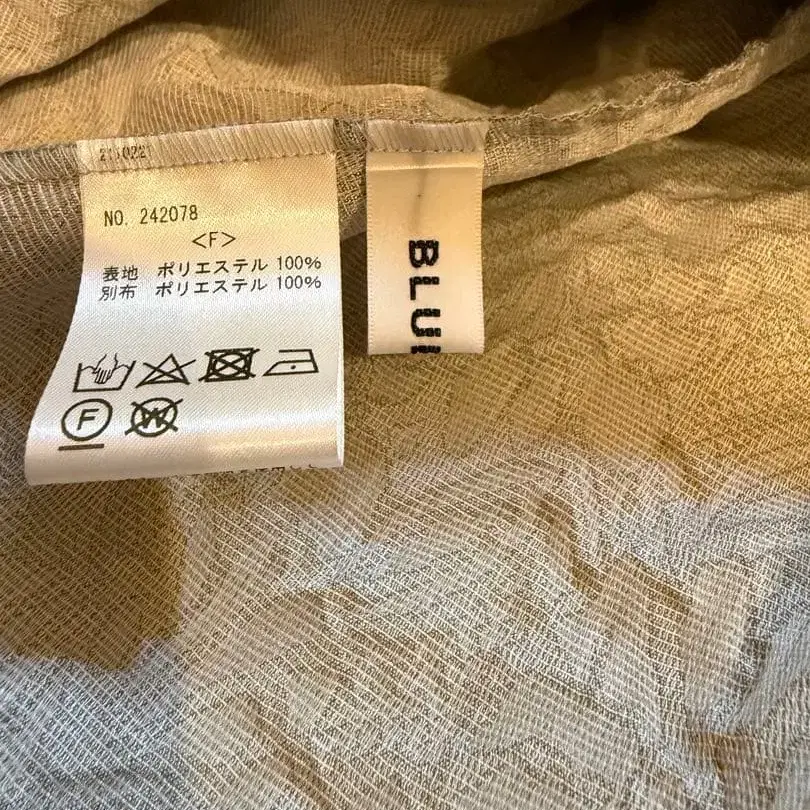 NO. 242078
<F>
表地 ポリエステル 100%
別布 ポリエステル 100%
F
W
BLU